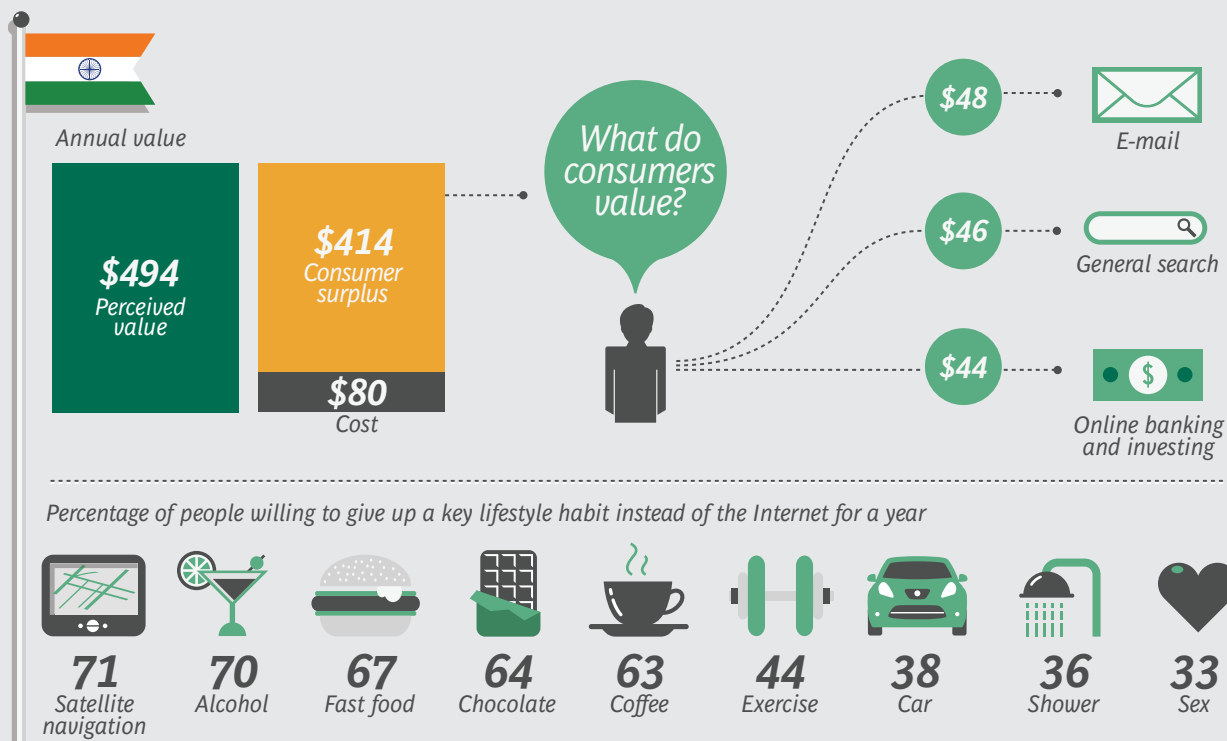 Annual value
$494
Perceived
value
$414
Consumer
surplus
$80
Cost
What do
consumers
value?
$48
E-mail
$46
General search
$44
$
Online banking
and investing
Percentage of people willing to give up a key lifestyle habit instead of the Internet for a year
71
Satellite
navigation
70
Alcohol
67
Fast food
64
Chocolate
63
Coffee
44
Exercise
38
Car
36
Shower
33
Sex